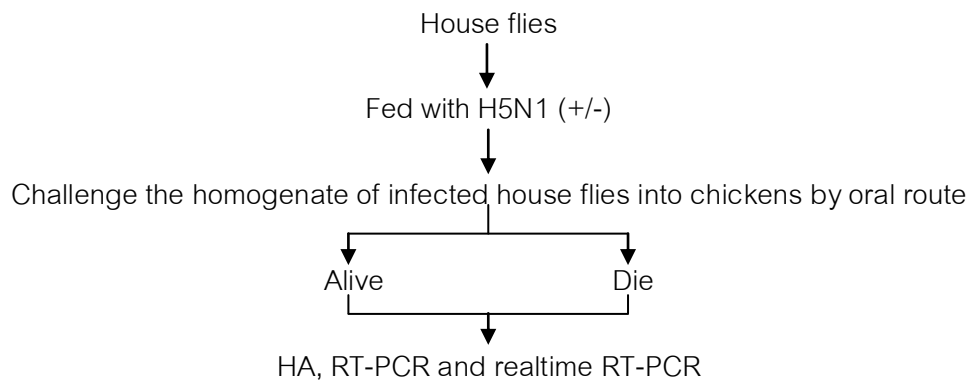 House flies
Fed with H5N1 (+/-)
Challenge the homogenate of infected house flies into chickens by oral route
Alive
Die
HA, RT-PCR and realtime RT-PCR